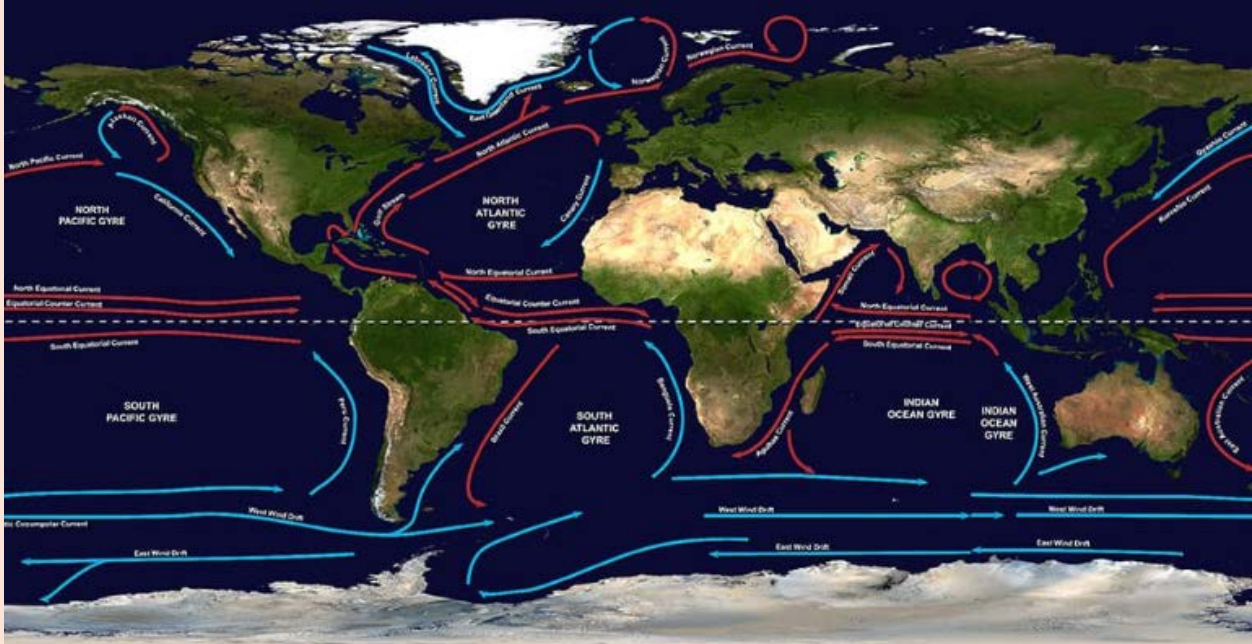 Labrador Current
East Greenland Current
Norwegian Current
Norwegian Current
Alaskan Current
North Pacific Current
North Atlantic Current
Oyashio Current
NORTH
PACIFIC GYRE
California Current
Gulf Stream
NORTH
ATLANTIC
GYRE
Canary Current
Kuroshio Current
North Equatorial Current
Equatorial Counter Current
South Equatorial Current
North Equatorial Current
Equatorial Counter Current
South Equatorial Current
Somali Current
North Equatorial Current
Equatorial Counter Current
South Equatorial Current
SOUTH
PACIFIC GYRE
Peru Current
Brazil Current
SOUTH
ATLANTIC
GYRE
Benguela Current
Agulhas Current
INDIAN
OCEAN GYRE
INDIAN
OCEAN
GYRE
West Australian Current
East Australian Current
tic Circumpolar Current
West Wind Drift
West Wind Drift
West Wind Drift
East Wind Drift
East Wind Drift
East Wind Drift